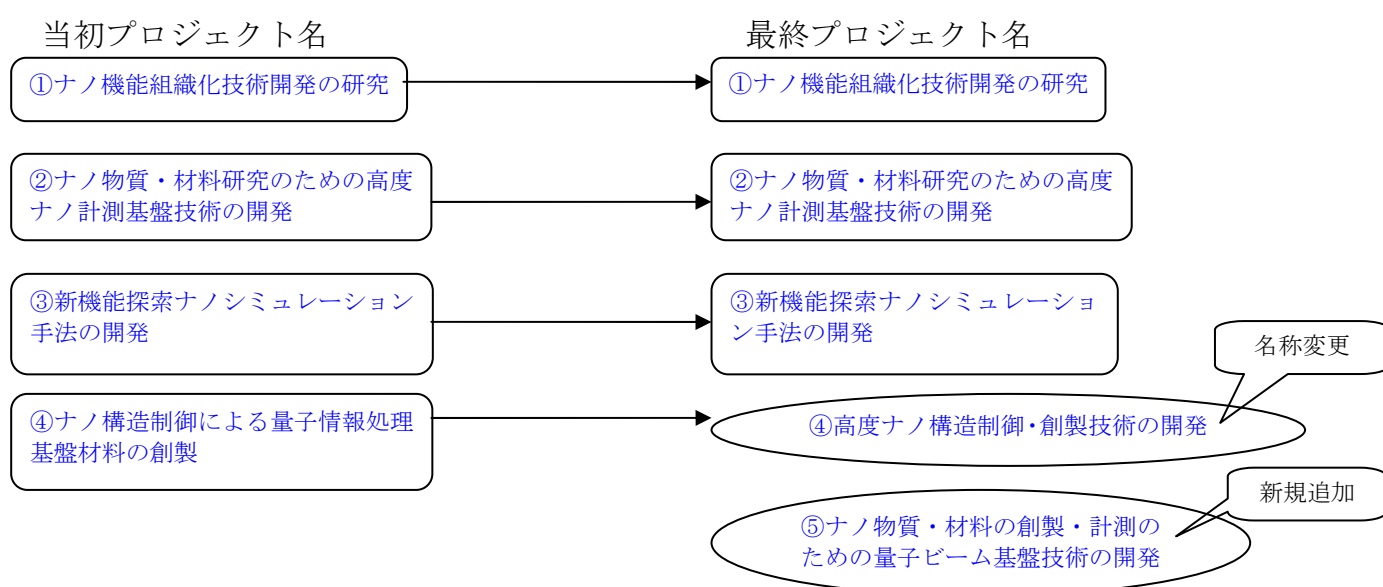 当初プロジェクト名
最終プロジェクト名
①ナノ機能組織化技術開発の研究
①ナノ機能組織化技術開発の研究
②ナノ物質・材料研究のための高度
ナノ計測基盤技術の開発
②ナノ物質・材料研究のための高度
ナノ計測基盤技術の開発
③新機能探索ナノシミュレーション
手法の開発
③新機能探索ナノシミュレーショ
ン手法の開発
名称変更
④ナノ構造制御による量子情報処理
基盤材料の創製
④高度ナノ構造制御・創製技術の開発
新規追加
⑤ナノ物質・材料の創製・計測の
ための量子ビーム基盤技術の開発